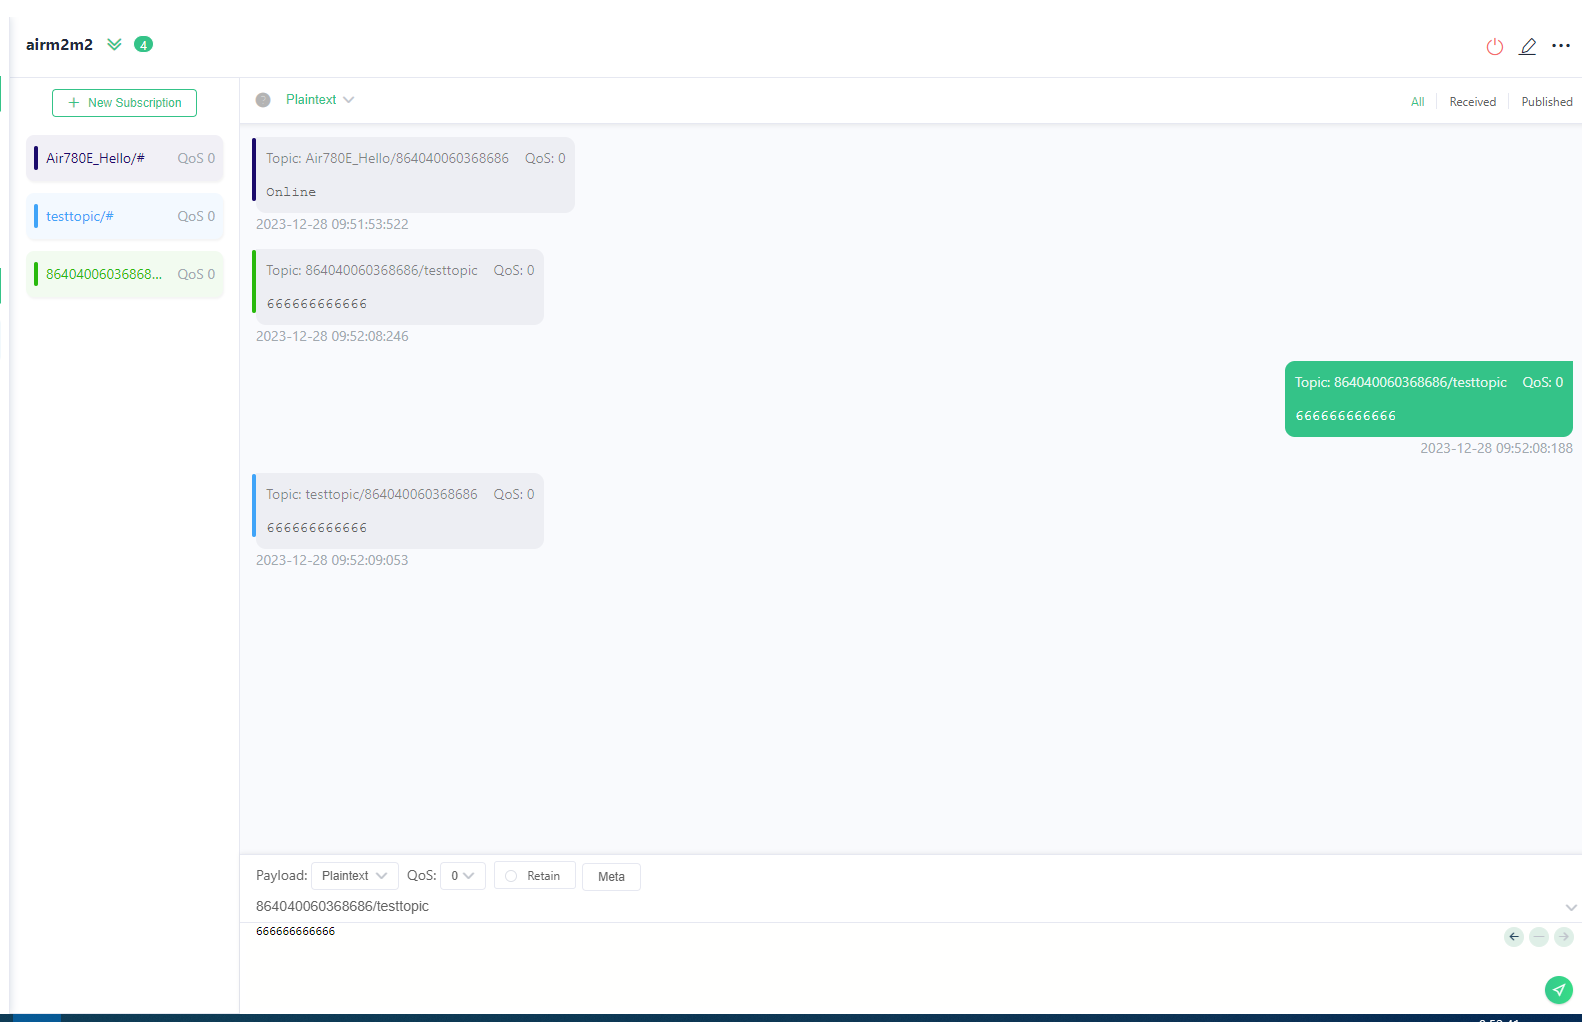 airm2m2 4
New Subscription
Air780E_Hello/# QoS 0
testtopic/# QoS 0
86404006036868... QoS 0
? Plaintext
All Received Published
Topic: Air780E_Hello/864040060368686 QoS: 0
Online
2023-12-28 09:51:53:522
Topic: 864040060368686/testtopic QoS: 0
666666666666
2023-12-28 09:52:08:246
Topic: 864040060368686/testtopic QoS: 0
666666666666
2023-12-28 09:52:08:188
Topic: testtopic/864040060368686 QoS: 0
666666666666
2023-12-28 09:52:09:053
Payload: Plaintext QoS: 0 Retain Meta
864040060368686/testtopic
666666666666